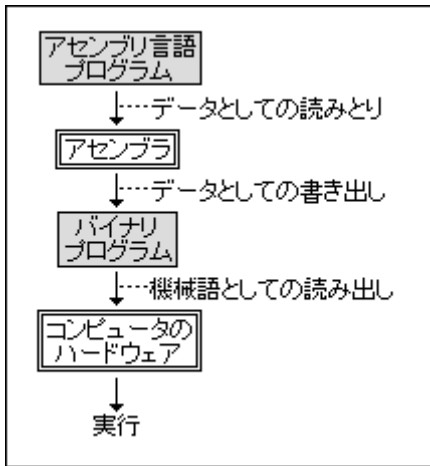 アセンブリ言語
プログラム
データとしての読みとり
アセンブラ
データとしての書き出し
バイナリ
プログラム
機械語としての読み出し
コンピュータの
ハードウェア
実行